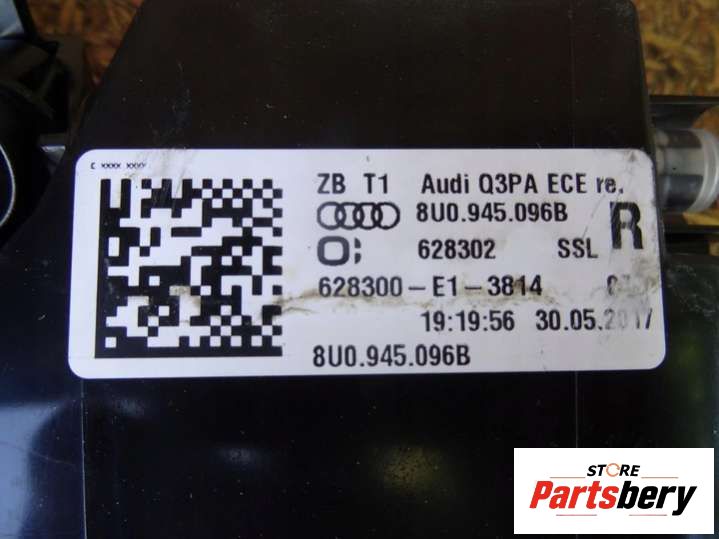 ZB T1 Audi Q3PA ECE re.
8U0.945.096B R
628302 SSL
628300-E1-3814
19:19:56 30.05.2017
8U0.945.096B
STORE
Partsbery